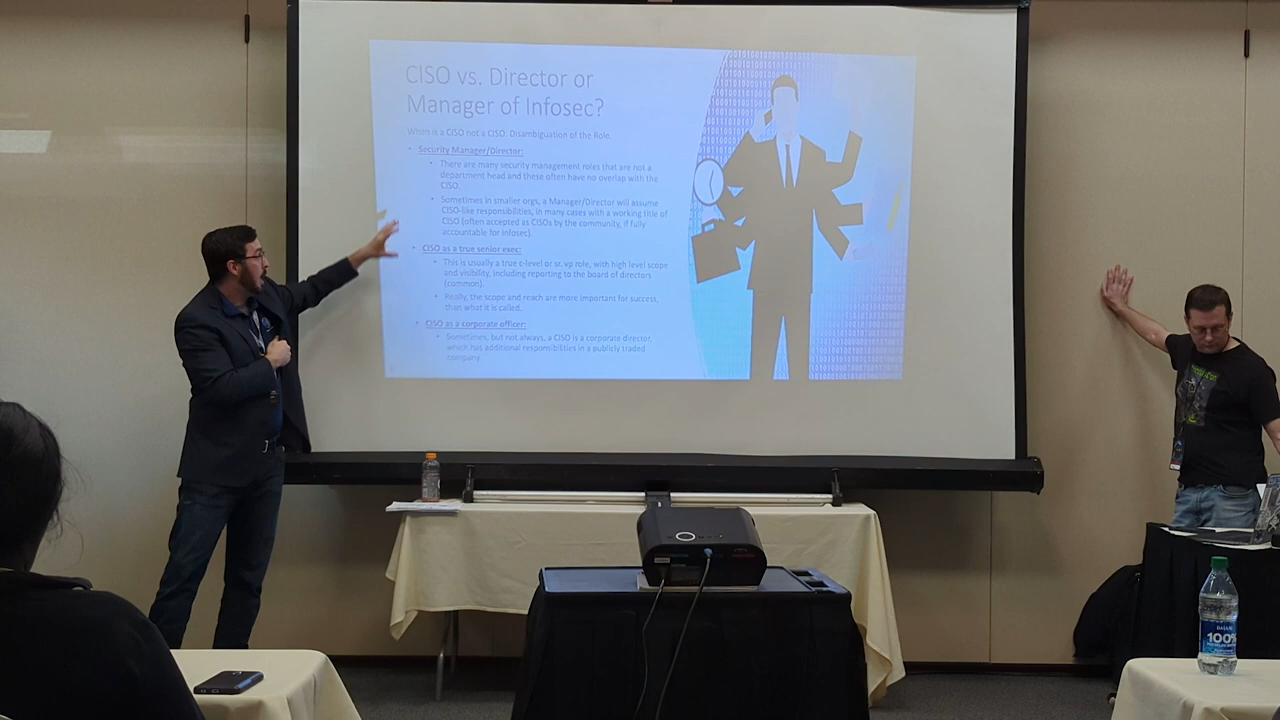 CISO vs. Director or
Manager of Infosec?
When is a CISO not a CISO: Disambiguation of the Role.
• Security Manager/Director:
• There are many security management roles that are not a
department head and these often have no overlap with the
CISO.
• Sometimes in smaller orgs, a Manager/Director will assume
CISO-like responsibilities, in many cases with a working title of
CISO (often accepted as CISOs by the community, if fully
accountable for infosec).
• CISO as a true senior exec:
• This is usually a true c-level or sr. vp role, with high level scope
and visibility, including reporting to the board of directors
(common).
• Really, the scope and reach are more important for success,
than what it is called.
• CISO as a corporate officer:
• Sometimes, but not always, a CISO is a corporate director,
which has additional responsibilities in a publicly traded
company.
DASANI
100%